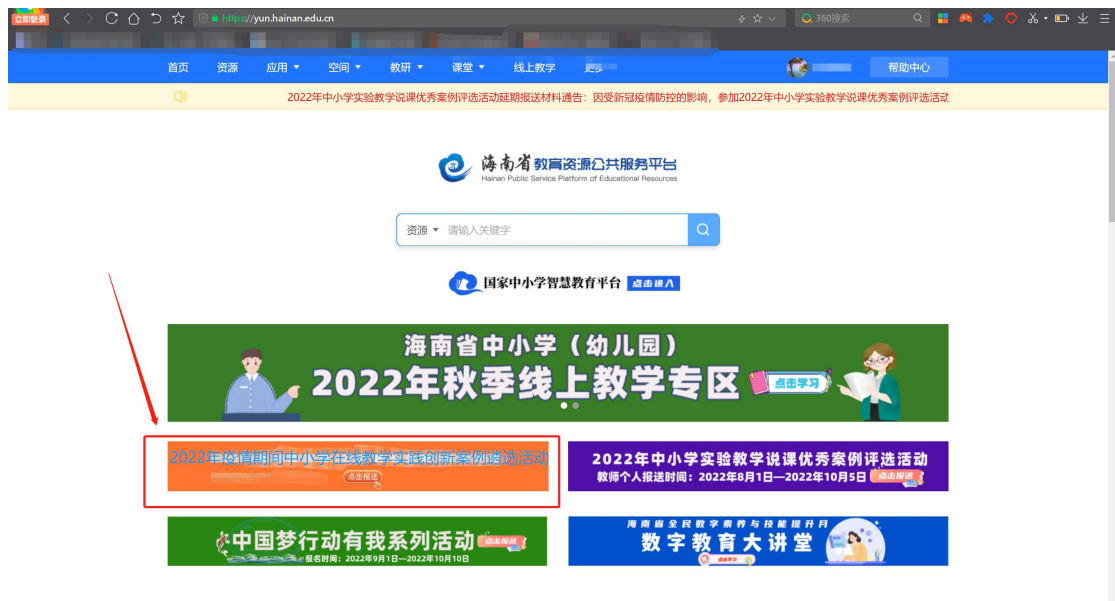 立即登录
https://yun.hainan.edu.cn
360搜索
首页 资源 应用 空间 教研 课堂 线上教学
帮助中心
2022年中小学实验教学说课优秀案例评选活动延期报送材料通告：因受新冠疫情防控的影响，参加2022年中小学实验教学说课优秀案例评选活动
海南省教育资源公共服务平台
Hainan Public Service Platform of Educational Resources
资源 请输入关键字
国家中小学智慧教育平台 点击进入
海南省中小学（幼儿园）
2022年秋季线上教学专区 点击学习
2022年疫情期间中小学在线教学实践创新案例遴选活动
点击报送
2022年中小学实验教学说课优秀案例评选活动
教师个人报送时间：2022年8月1日—2022年10月5日 点击报送
中国梦行动有我系列活动 点击报名
报名时间：2022年9月1日—2022年10月10日
海南省全民数字素养与技能提升月
数字教育大讲堂
点击学习